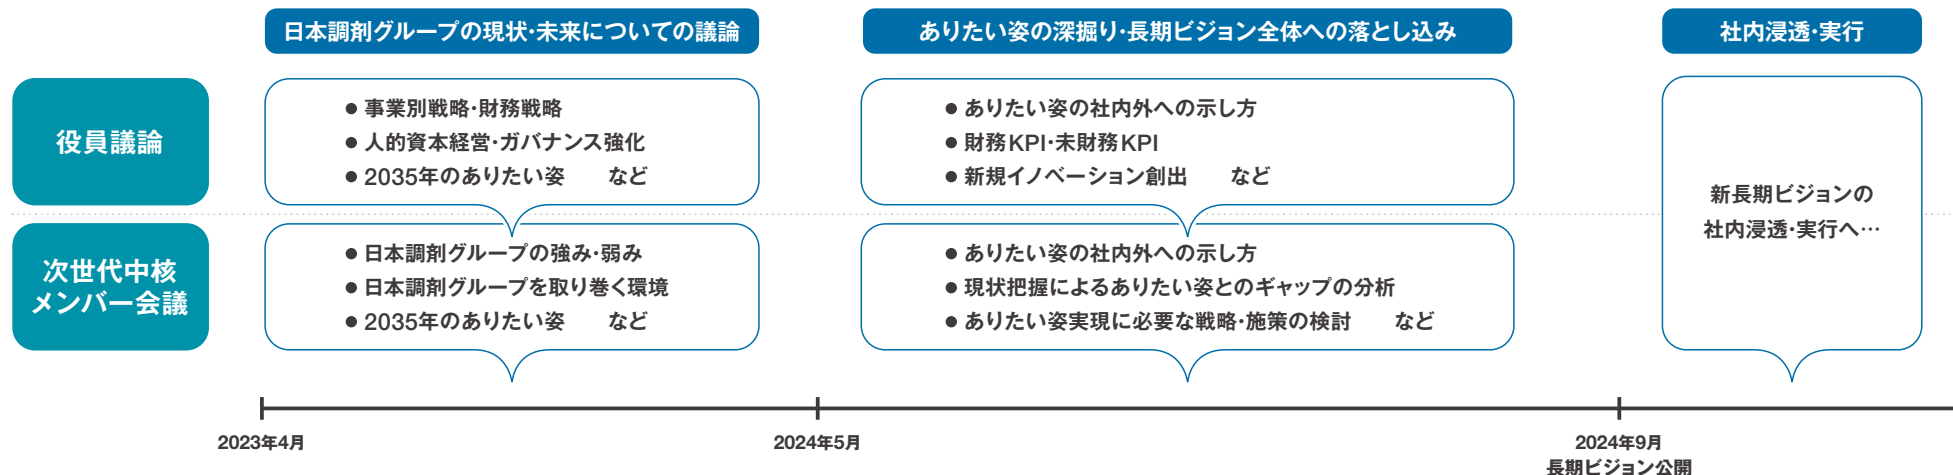 日本調剤グループの現状・未来についての議論
ありたい姿の深掘り・長期ビジョン全体への落とし込み
社内浸透・実行
役員議論
● 事業別戦略・財務戦略
● 人的資本経営・ガバナンス強化
● 2035年のありたい姿 など
● ありたい姿の社内外への示し方
● 財務KPI・未財務KPI
● 新規イノベーション創出 など
新長期ビジョンの
社内浸透・実行へ…
次世代中核
メンバー会議
● 日本調剤グループの強み・弱み
● 日本調剤グループを取り巻く環境
● 2035年のありたい姿 など
● ありたい姿の社内外への示し方
● 現状把握によるありたい姿とのギャップの分析
● ありたい姿実現に必要な戦略・施策の検討 など
2023年4月
2024年5月
2024年9月
長期ビジョン公開